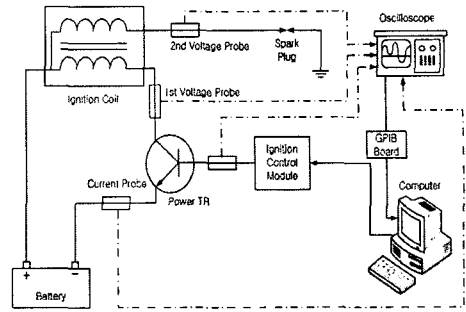 Oscilloscope
2nd Voltage Probe
Spark
Plug
Ignition Coil
1st Voltage Probe
GPIB
Board
Ignition
Control
Module
Current Probe
Power TR
Computer
+ −
Battery